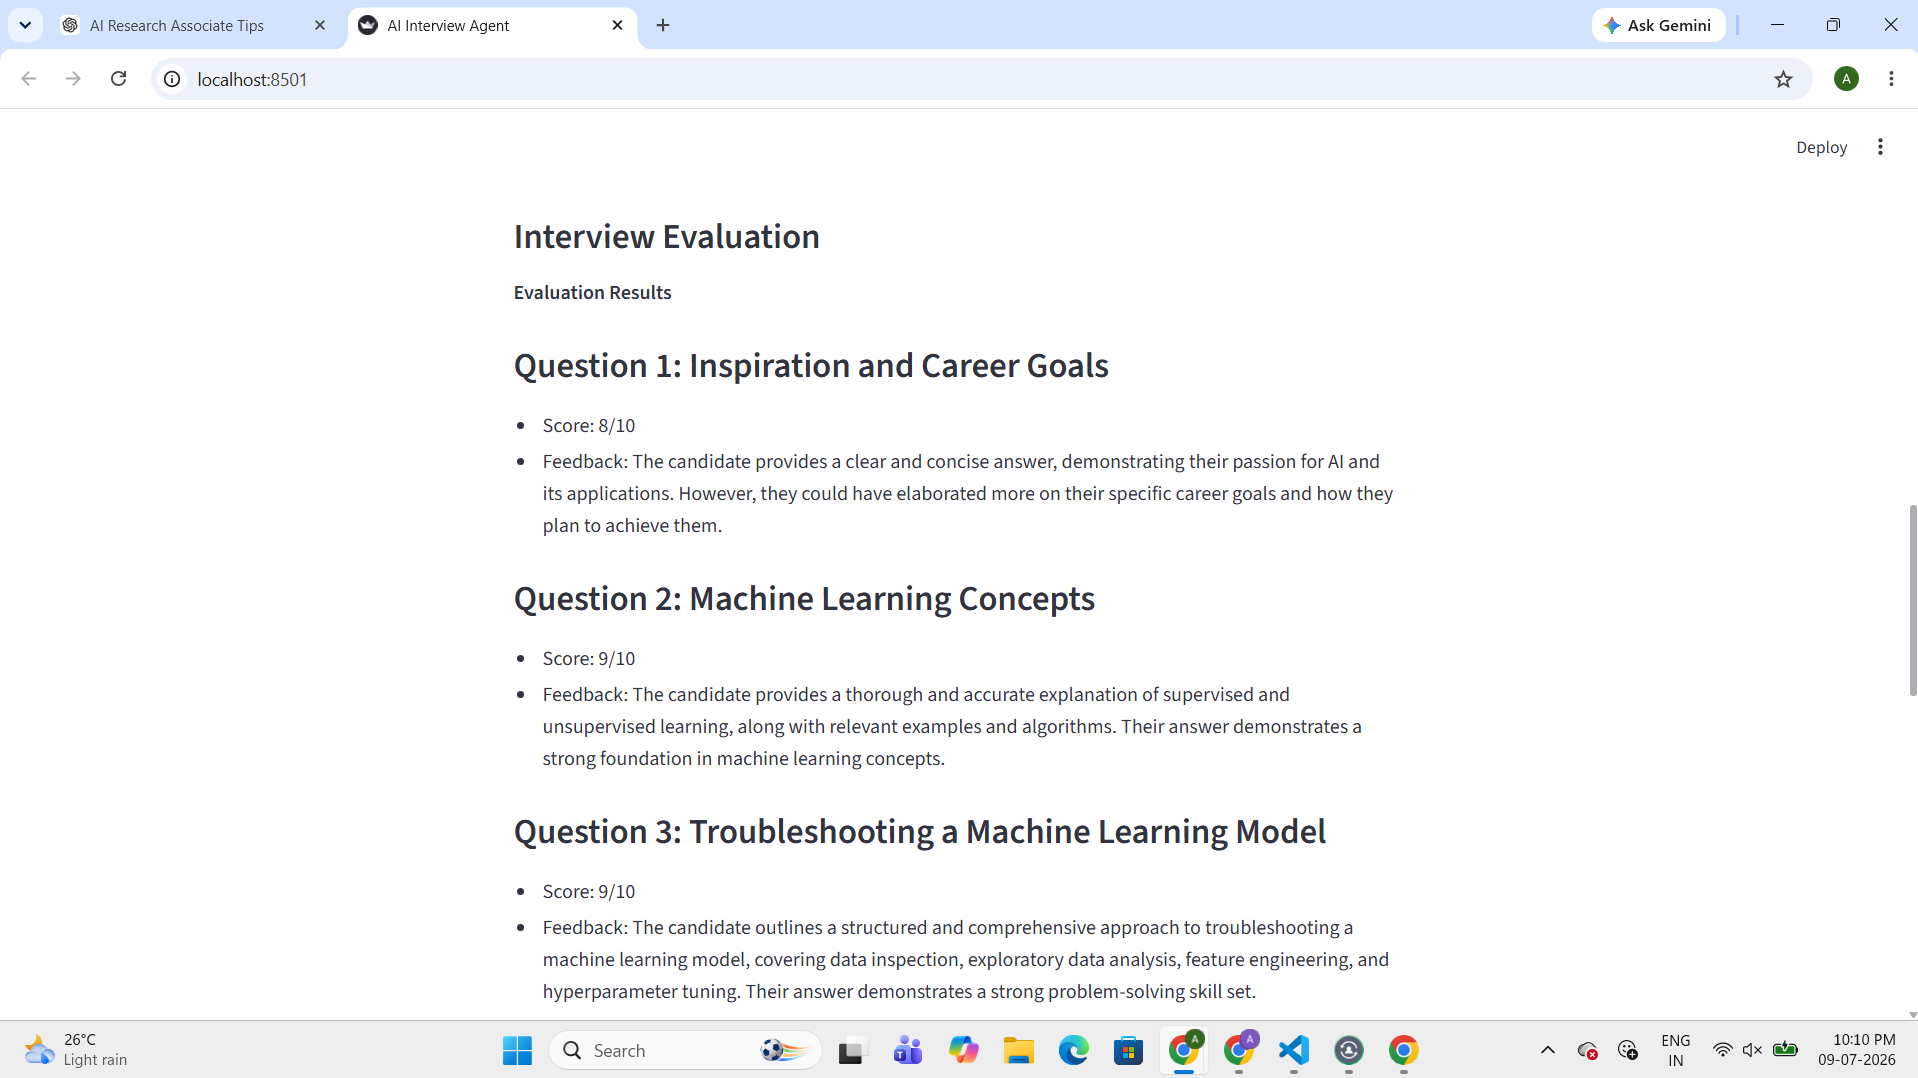 AI Research Associate Tips
AI Interview Agent
Ask Gemini
localhost:8501
A
Deploy
Interview Evaluation
Evaluation Results
Question 1: Inspiration and Career Goals
Score: 8/10
Feedback: The candidate provides a clear and concise answer, demonstrating their passion for AI and
its applications. However, they could have elaborated more on their specific career goals and how they
plan to achieve them.
Question 2: Machine Learning Concepts
Score: 9/10
Feedback: The candidate provides a thorough and accurate explanation of supervised and
unsupervised learning, along with relevant examples and algorithms. Their answer demonstrates a
strong foundation in machine learning concepts.
Question 3: Troubleshooting a Machine Learning Model
Score: 9/10
Feedback: The candidate outlines a structured and comprehensive approach to troubleshooting a
machine learning model, covering data inspection, exploratory data analysis, feature engineering, and
hyperparameter tuning. Their answer demonstrates a strong problem-solving skill set.
26°C
Light rain
Search
T
A
A
ENG
IN
10:10 PM
09-07-2026